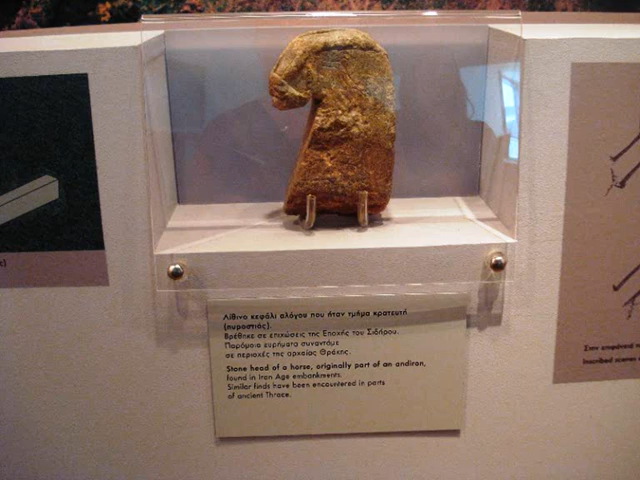 Λίθινο κεφάλι αλόγου που ήταν τμήμα κρατευτή
(πυροστιάς).
Βρέθηκε σε επιχώσεις της Εποχής του Σιδήρου.
Παρόμοια ευρήματα συναντάμε
σε περιοχές της αρχαίας Θράκης.
Stone head of a horse, originally part of an andiron,
found in Iron Age embankments.
Similar finds have been encountered in parts
of ancient Thrace.
Στην επιφάνειά
Inscribed scenes